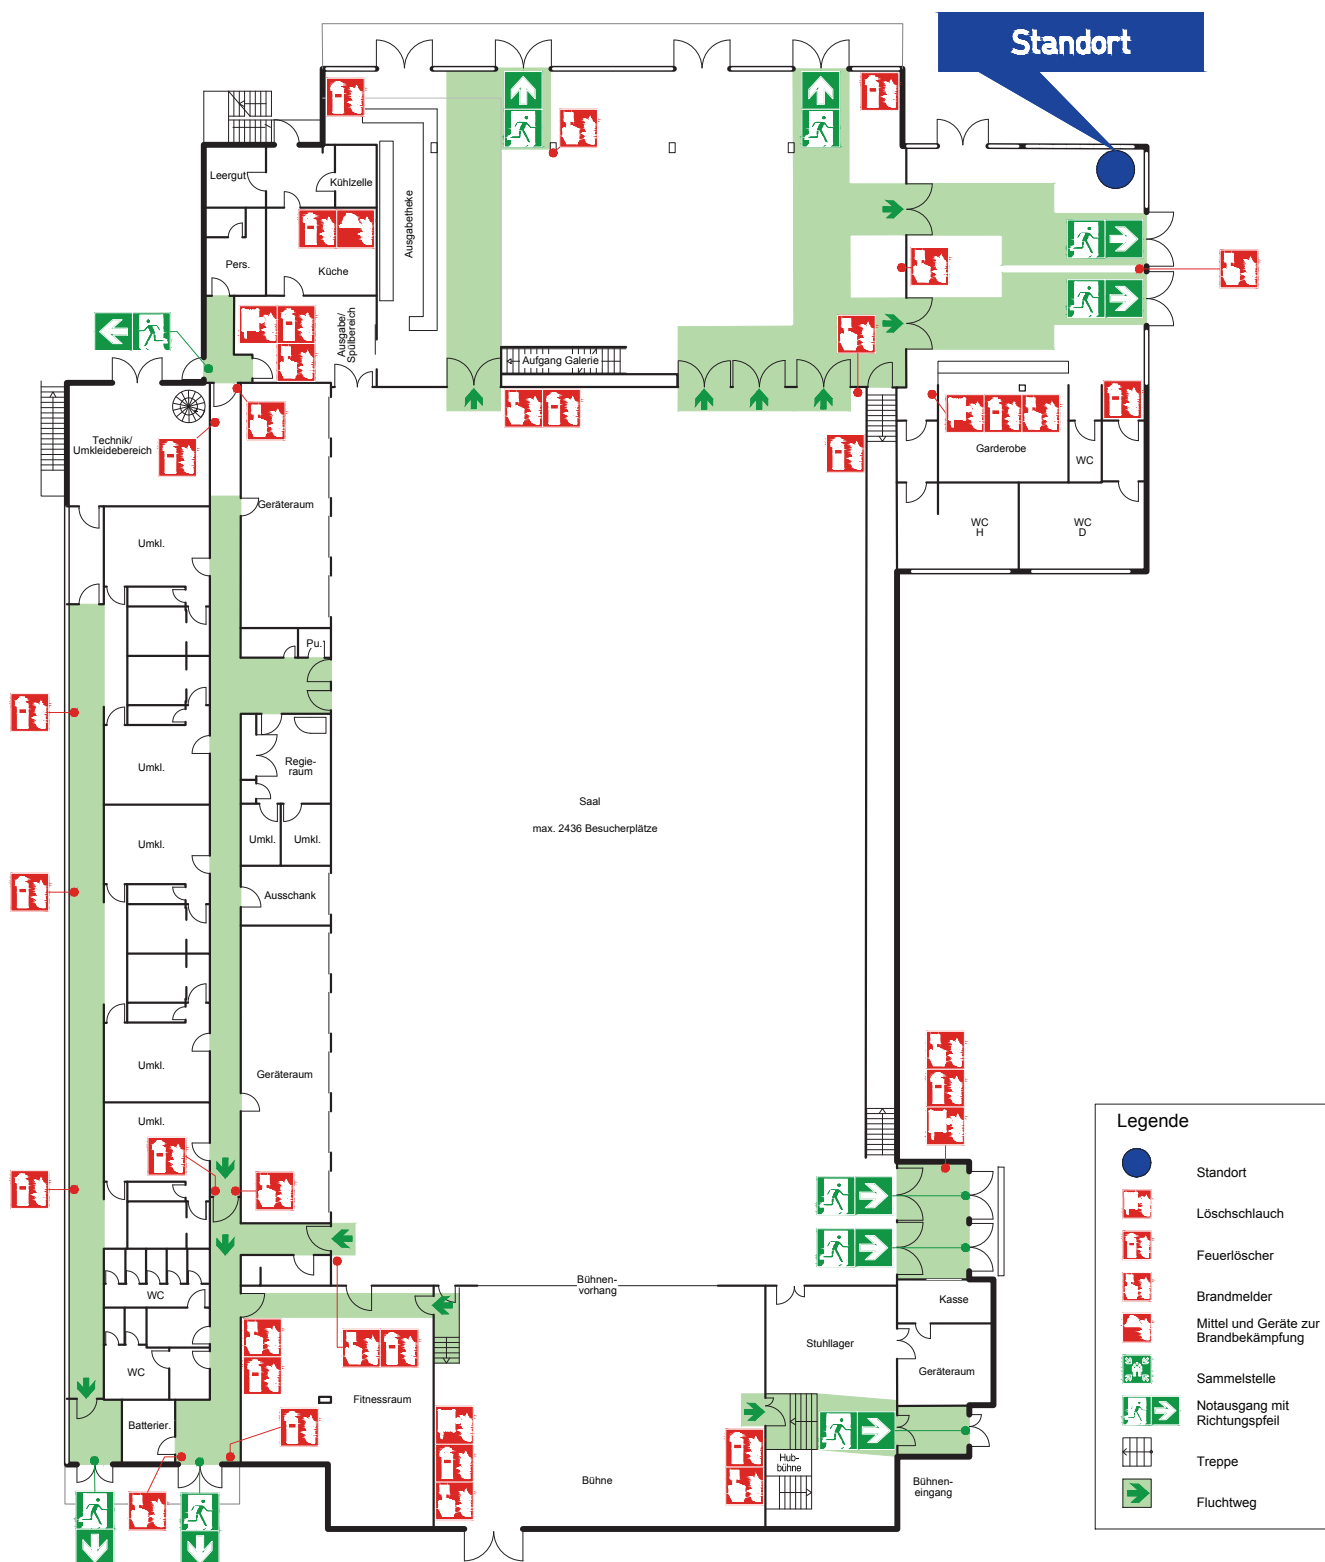 Standort
Leergut
Kühlzelle
Ausgabetheke
Pers.
Küche
Ausgabe/
Spülbereich
Aufgang Galerie
Technik/
Umkleidebereich
Garderobe
WC
Geräteraum
WC
H
WC
D
Umkl.
Pu.
Regie-
raum
Umkl.
Saal
max. 2436 Besucherplätze
Umkl.
Umkl.
Umkl.
Ausschank
Umkl.
Geräteraum
Umkl.
Bühnen-
vorhang
WC
Kasse
Stuhllager
WC
Geräteraum
Fitnessraum
Batterier.
Hub-
bühne
Bühne
Bühnen-
eingang
Legende
Standort
Löschschlauch
Feuerlöscher
Brandmelder
Mittel und Geräte zur
Brandbekämpfung
Sammelstelle
Notausgang mit
Richtungspfeil
Treppe
Fluchtweg